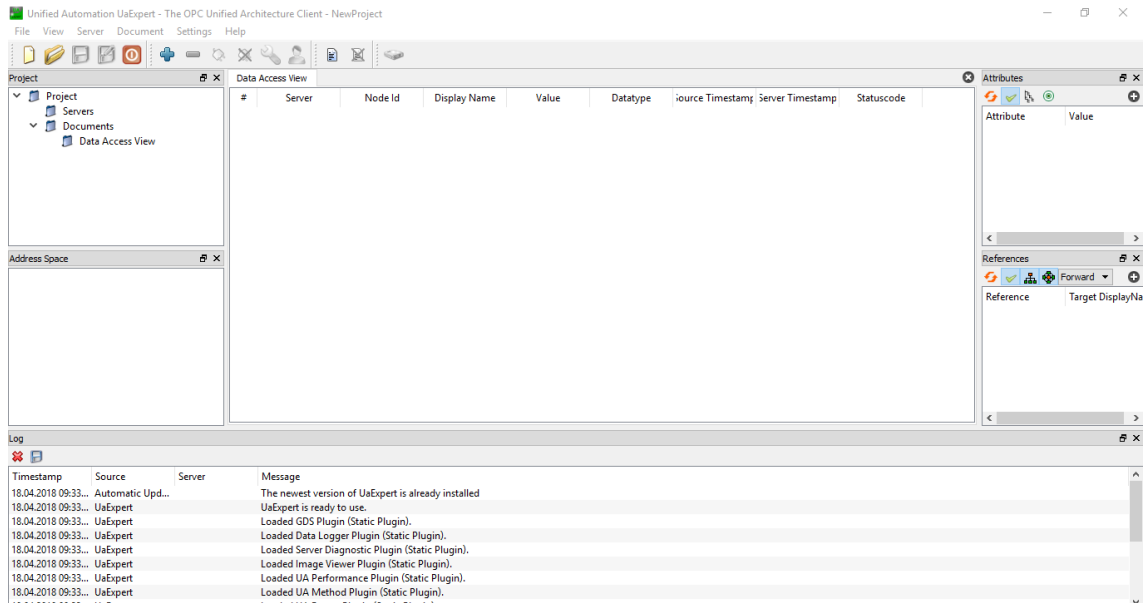 Unified Automation UaExpert - The OPC Unified Architecture Client - NewProject
File View Server Document Settings Help
Project
Project
Servers
Documents
Data Access View
Address Space
Data Access View
# Server Node Id Display Name Value Datatype ource Timestamp Server Timestamp Statuscode
Attributes
Attribute Value
References
Forward
Reference Target DisplayNa
Log
Timestamp Source Server Message
18.04.2018 09:33... Automatic Upd... The newest version of UaExpert is already installed
18.04.2018 09:33... UaExpert UaExpert is ready to use.
18.04.2018 09:33... UaExpert Loaded GDS Plugin (Static Plugin).
18.04.2018 09:33... UaExpert Loaded Data Logger Plugin (Static Plugin).
18.04.2018 09:33... UaExpert Loaded Server Diagnostic Plugin (Static Plugin).
18.04.2018 09:33... UaExpert Loaded Image Viewer Plugin (Static Plugin).
18.04.2018 09:33... UaExpert Loaded UA Performance Plugin (Static Plugin).
18.04.2018 09:33... UaExpert Loaded UA Method Plugin (Static Plugin).